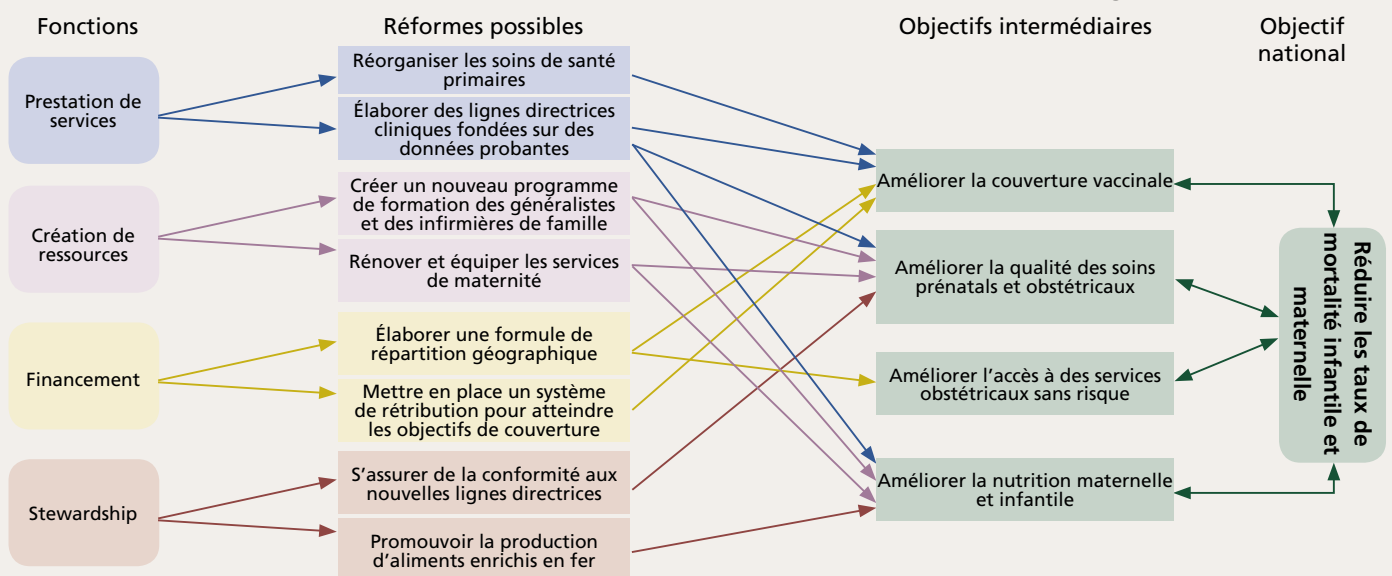 Fonctions
Réformes possibles
Objectifs intermédiaires
Objectif
national
Prestation de
services
Réorganiser les soins de santé
primaires
Élaborer des lignes directrices
cliniques fondées sur des
données probantes
Création de
ressources
Créer un nouveau programme
de formation des généralistes
et des infirmières de famille
Rénover et équiper les services
de maternité
Financement
Élaborer une formule de
répartition géographique
Mettre en place un système
de rétribution pour atteindre
les objectifs de couverture
Stewardship
S'assurer de la conformité aux
nouvelles lignes directrices
Promouvoir la production
d'aliments enrichis en fer
Améliorer la couverture vaccinale
Améliorer la qualité des soins
prénatals et obstétricaux
Améliorer l'accès à des services
obstétricaux sans risque
Améliorer la nutrition maternelle
et infantile
Réduire les taux de
mortalité infantile et
maternelle